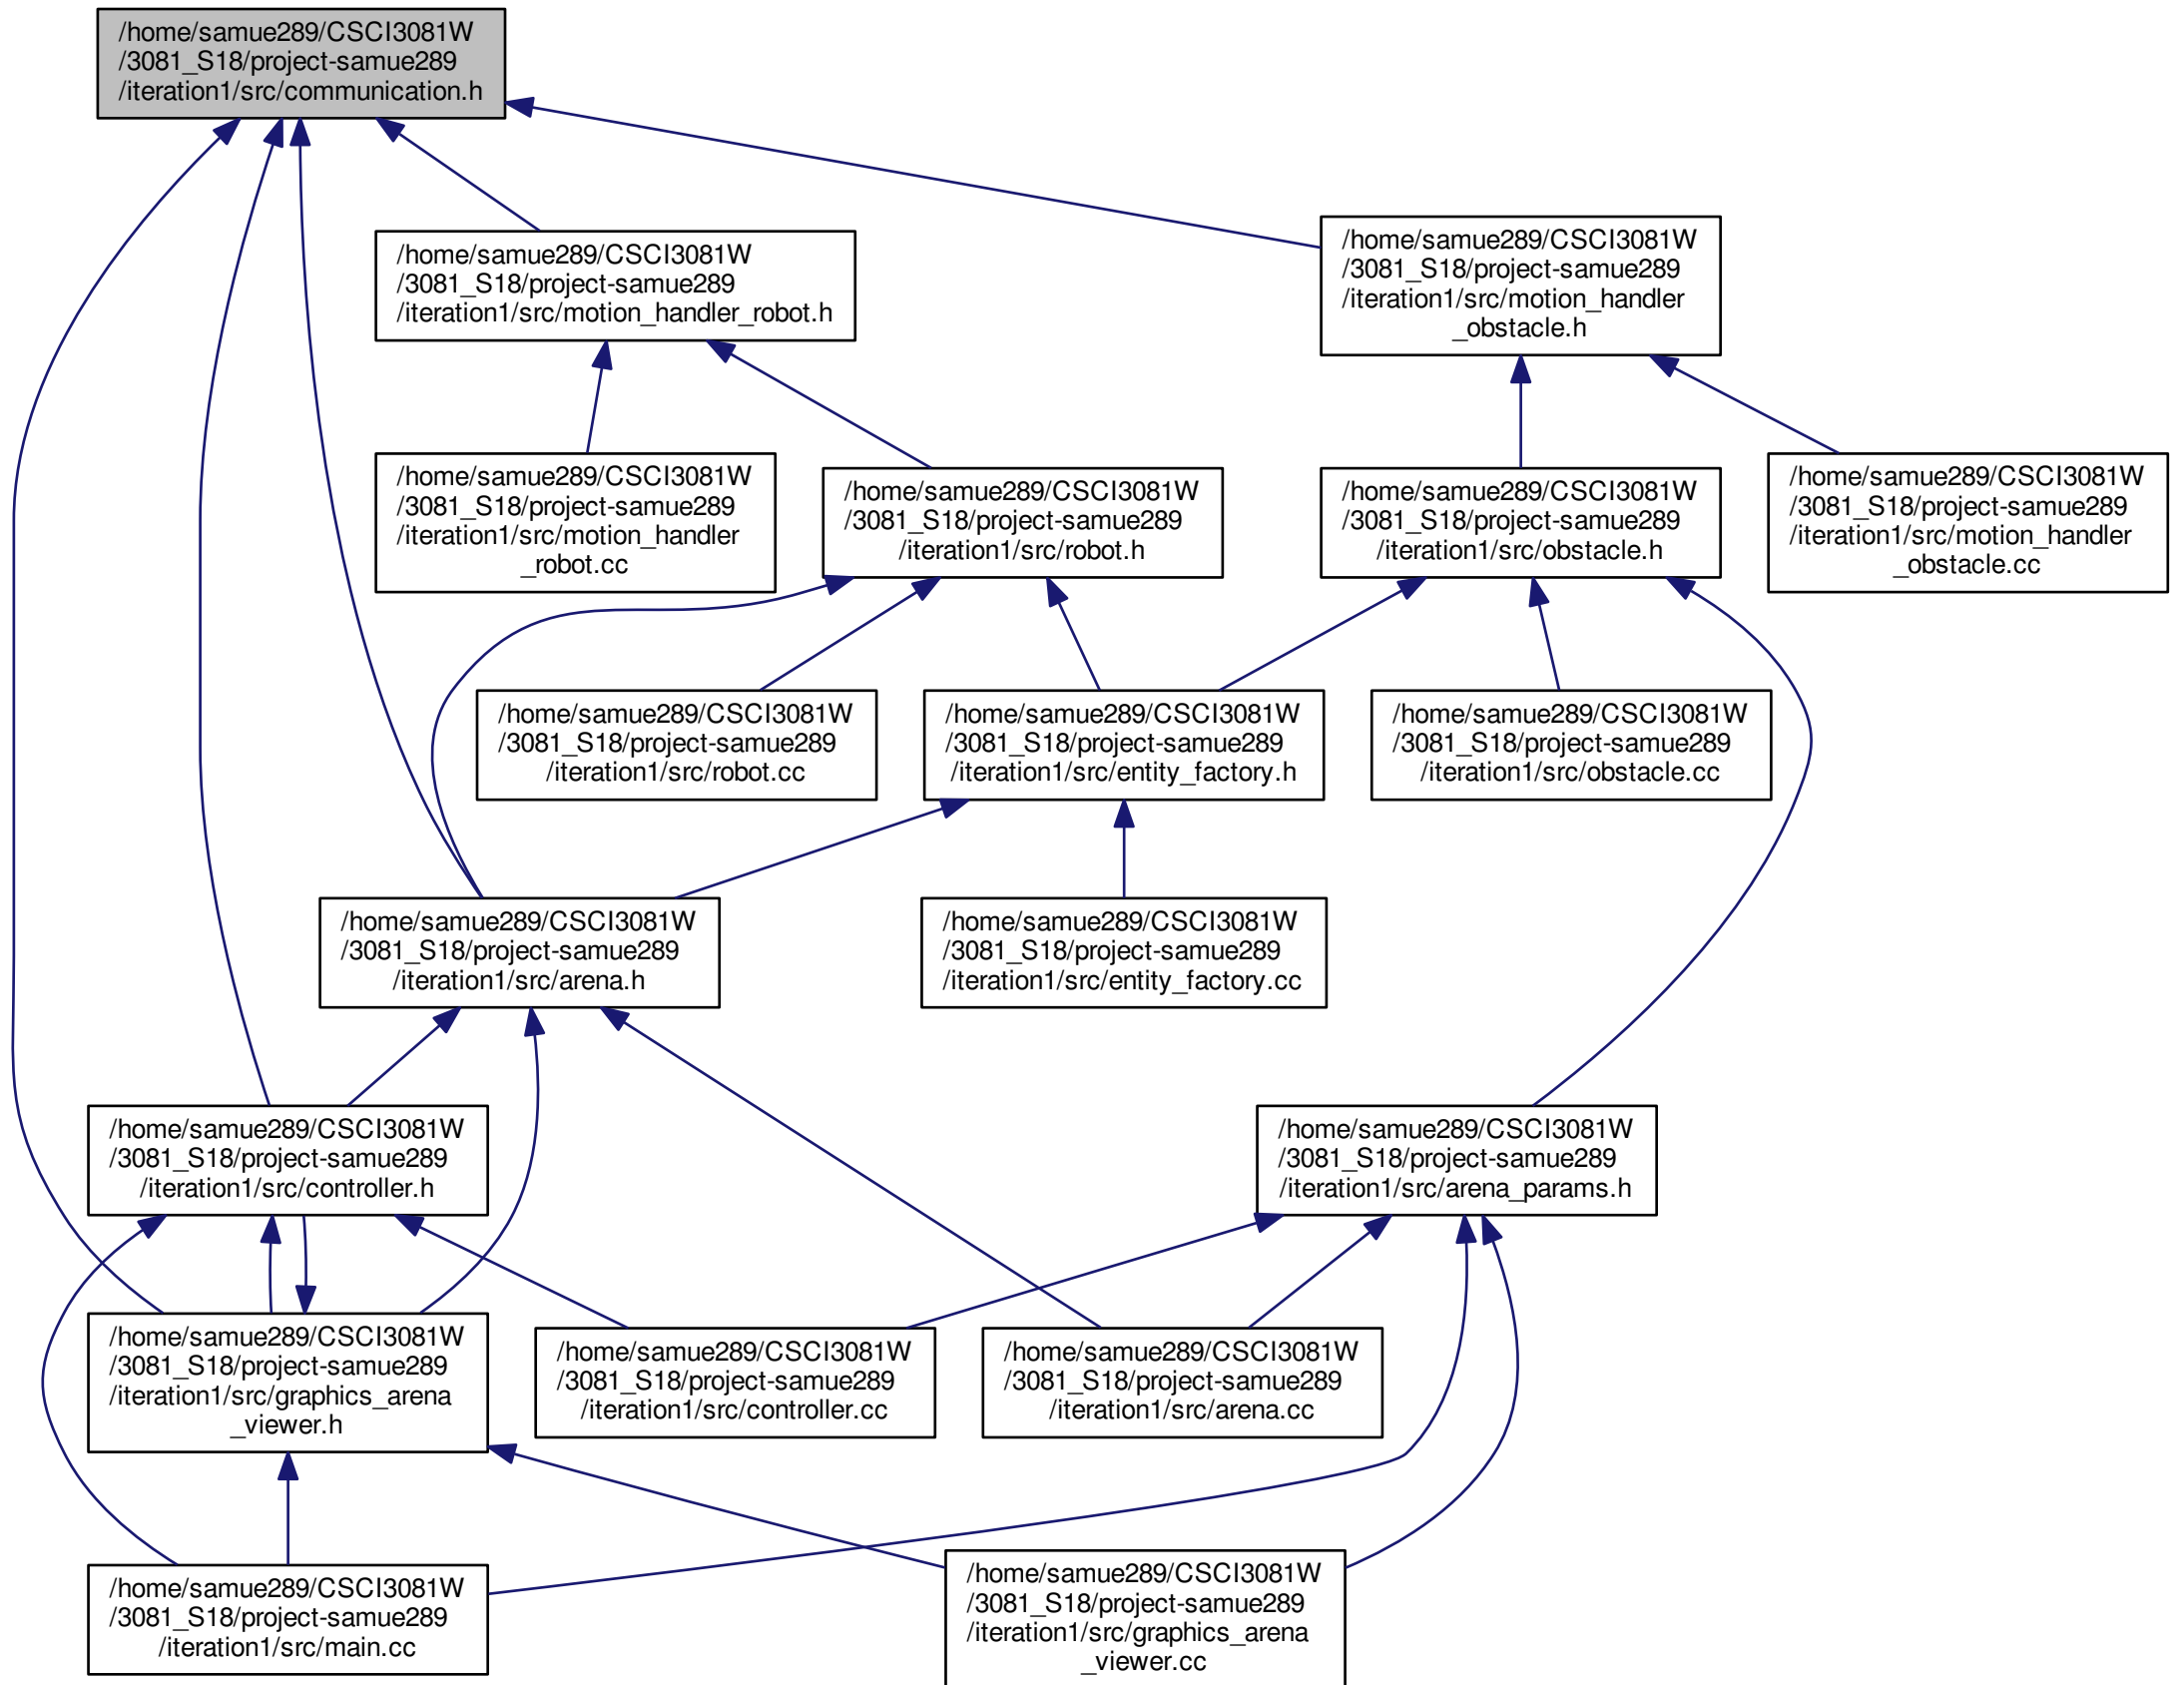 /home/samue289/CSCI3081W
/3081_S18/project-samue289
/iteration1/src/communication.h
/home/samue289/CSCI3081W
/3081_S18/project-samue289
/iteration1/src/motion_handler_robot.h
/home/samue289/CSCI3081W
/3081_S18/project-samue289
/iteration1/src/motion_handler
_obstacle.h
/home/samue289/CSCI3081W
/3081_S18/project-samue289
/iteration1/src/motion_handler
_robot.cc
/home/samue289/CSCI3081W
/3081_S18/project-samue289
/iteration1/src/robot.h
/home/samue289/CSCI3081W
/3081_S18/project-samue289
/iteration1/src/obstacle.h
/home/samue289/CSCI3081W
/3081_S18/project-samue289
/iteration1/src/motion_handler
_obstacle.cc
/home/samue289/CSCI3081W
/3081_S18/project-samue289
/iteration1/src/robot.cc
/home/samue289/CSCI3081W
/3081_S18/project-samue289
/iteration1/src/entity_factory.h
/home/samue289/CSCI3081W
/3081_S18/project-samue289
/iteration1/src/obstacle.cc
/home/samue289/CSCI3081W
/3081_S18/project-samue289
/iteration1/src/arena.h
/home/samue289/CSCI3081W
/3081_S18/project-samue289
/iteration1/src/entity_factory.cc
/home/samue289/CSCI3081W
/3081_S18/project-samue289
/iteration1/src/controller.h
/home/samue289/CSCI3081W
/3081_S18/project-samue289
/iteration1/src/arena_params.h
/home/samue289/CSCI3081W
/3081_S18/project-samue289
/iteration1/src/graphics_arena
_viewer.h
/home/samue289/CSCI3081W
/3081_S18/project-samue289
/iteration1/src/controller.cc
/home/samue289/CSCI3081W
/3081_S18/project-samue289
/iteration1/src/arena.cc
/home/samue289/CSCI3081W
/3081_S18/project-samue289
/iteration1/src/main.cc
/home/samue289/CSCI3081W
/3081_S18/project-samue289
/iteration1/src/graphics_arena
_viewer.cc